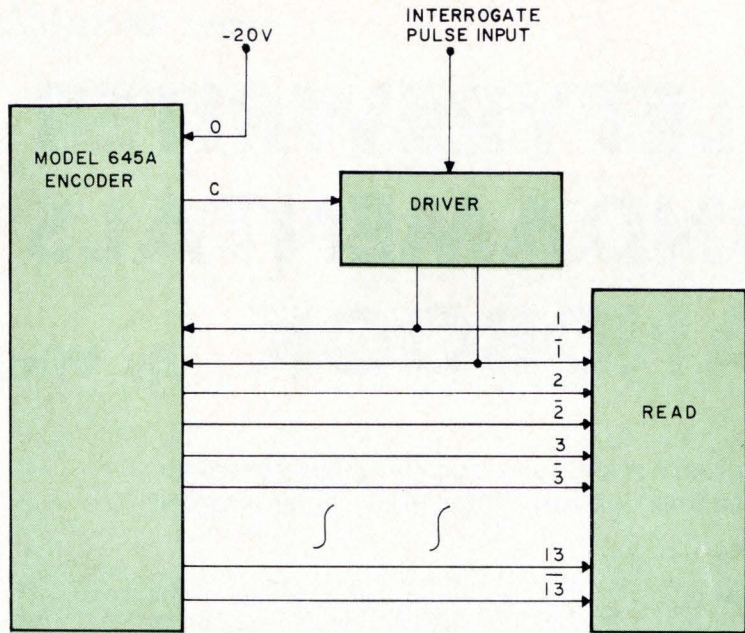 -20V
INTERROGATE
PULSE INPUT
MODEL 645A
ENCODER
O
C
DRIVER
1
1̅
2
2̅
3
3̅
READ
13
1̅3̅